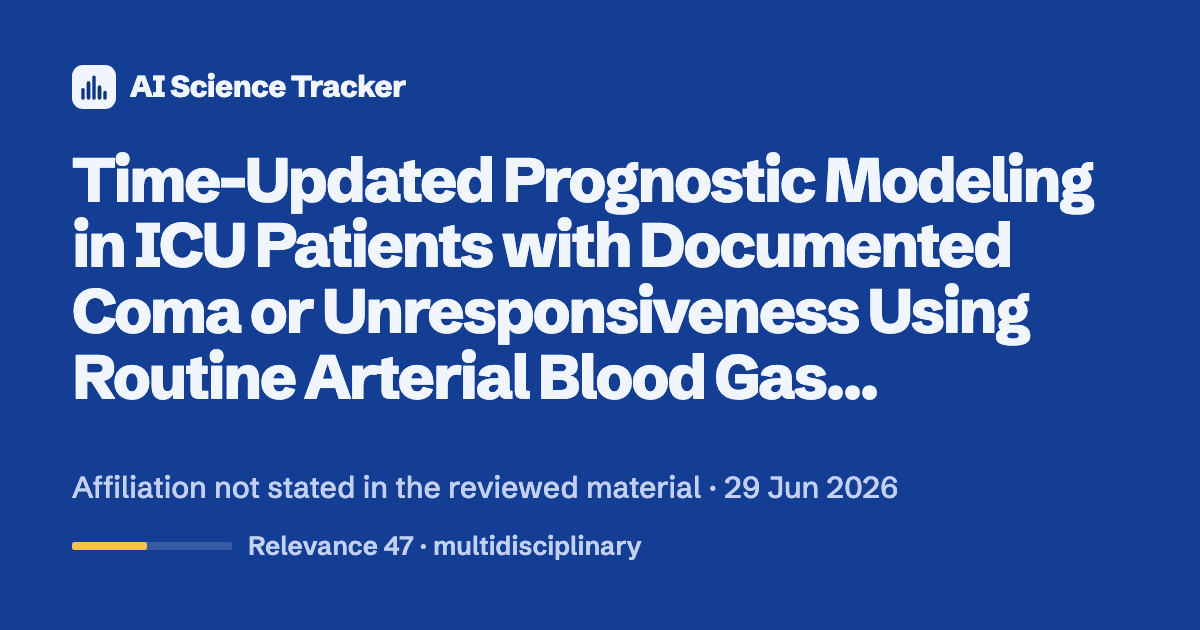 AI Science Tracker
Time-Updated Prognostic Modeling
in ICU Patients with Documented
Coma or Unresponsiveness Using
Routine Arterial Blood Gas...
Affiliation not stated in the reviewed material · 29 Jun 2026
Relevance 47 · multidisciplinary